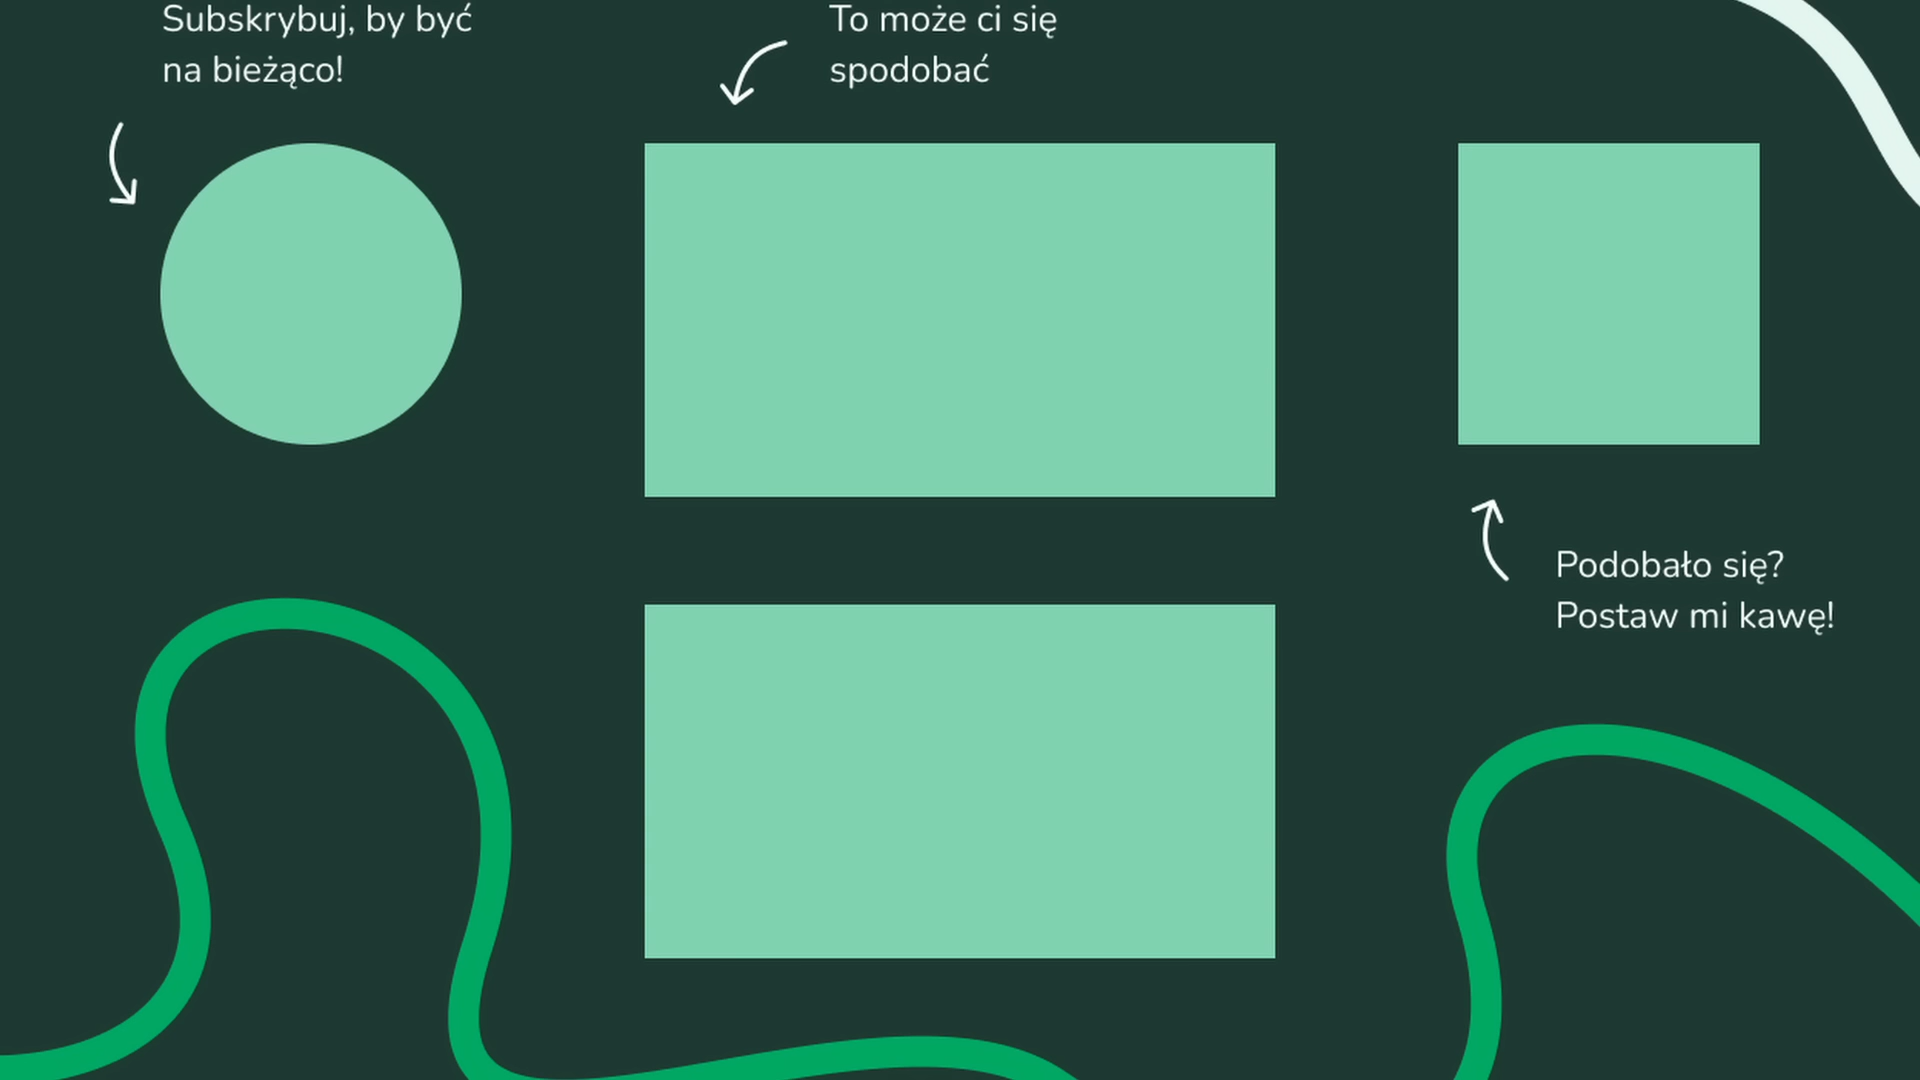 Subskrybuj, by być
na bieżąco!
To może ci się
spodobać
Podobało się?
Postaw mi kawę!